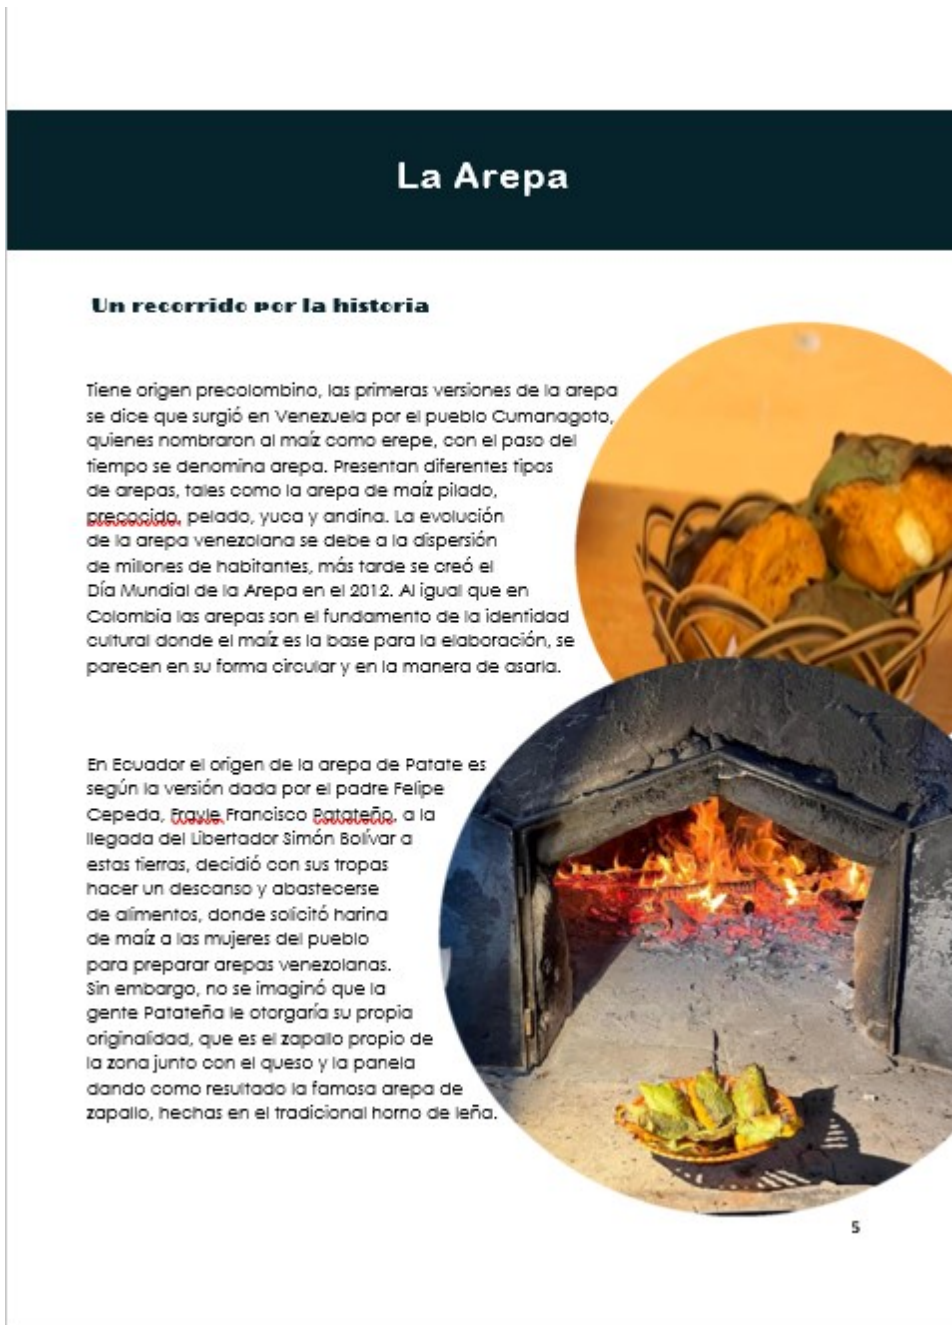 La Arepa
Un recorrido por la historia
Tiene origen precolombino, las primeras versiones de la arepa
se dice que surgió en Venezuela por el pueblo Cumanagoto,
quienes nombraron al maíz como erepe, con el paso del
tiempo se denomina arepa. Presentan diferentes tipos
de arepas, tales como la arepa de maíz pilado,
precocido, pelado, yuca y andina. La evolución
de la arepa venezolana se debe a la dispersión
de millones de habitantes, más tarde se creó el
Día Mundial de la Arepa en el 2012. Al igual que en
Colombia las arepas son el fundamento de la identidad
cultural donde el maíz es la base para la elaboración, se
parecen en su forma circular y en la manera de asarla.
En Ecuador el origen de la arepa de Patate es
según la versión dada por el padre Felipe
Cepeda, Frayle Francisco Patateño, a la
llegada del Libertador Simón Bolívar a
estas tierras, decidió con sus tropas
hacer un descanso y abastecerse
de alimentos, donde solicitó harina
de maíz a las mujeres del pueblo
para preparar arepas venezolanas.
Sin embargo, no se imaginó que la
gente Patateña le otorgaría su propia
originalidad, que es el zapallo propio de
la zona junto con el queso y la panela
dando como resultado la famosa arepa de
zapallo, hechas en el tradicional horno de leña.
5